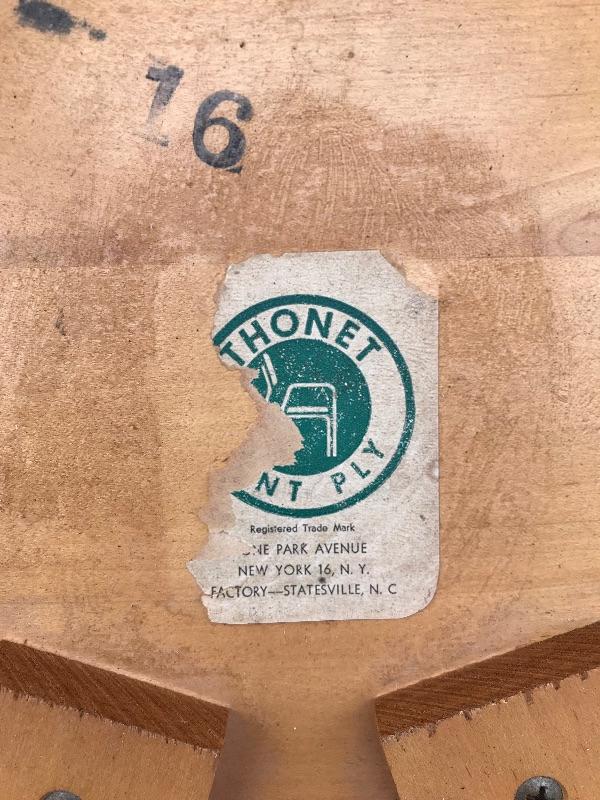 16
THONET
NT PLY
Registered Trade Mark
NE PARK AVENUE
NEW YORK 16, N. Y.
FACTORY—STATESVILLE, N. C